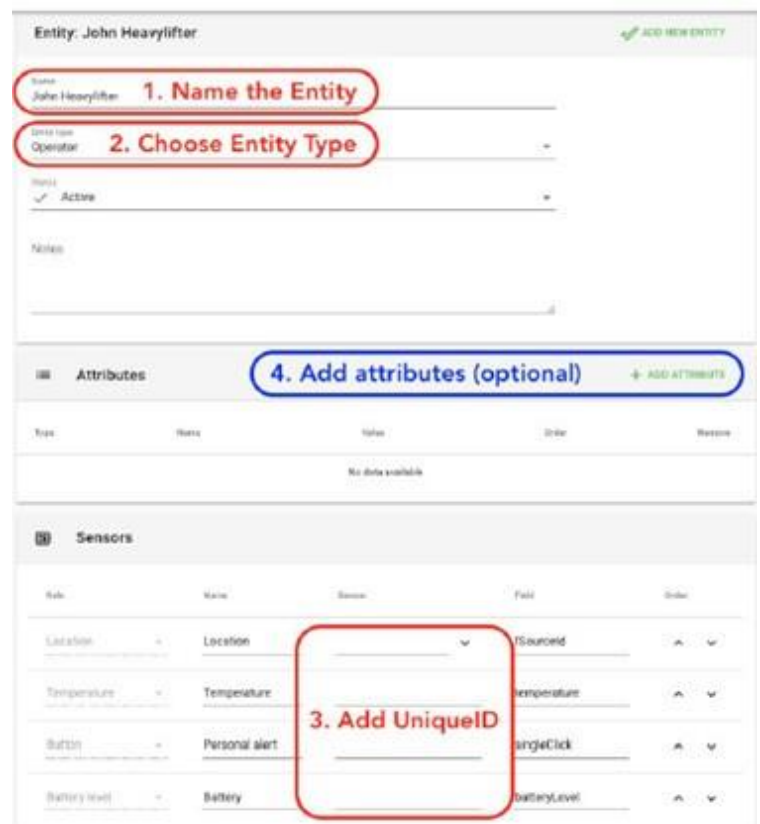 Entity: John Heavylifter
ADD NEW ENTITY
Name
John Heavylifter
1. Name the Entity
Entity type
Operator
2. Choose Entity Type
Status
Active
Notes
Attributes
4. Add attributes (optional)
+ ADD ATTRIBUTE
Type Name Value Order Remove
No data available
Sensors
Role Name Sensor Field Order
Location Location fSourceId
Temperature Temperature temperature
3. Add UniqueID
Button Personal alert singleClick
Battery level Battery batteryLevel